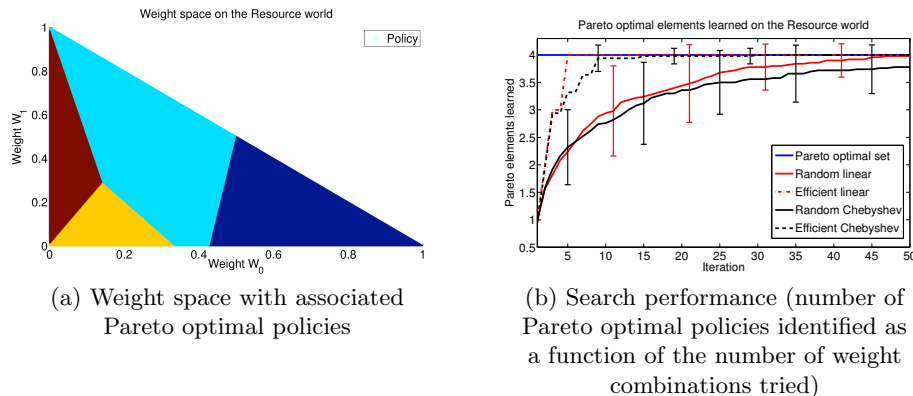 Weight space on the Resource world
1
0.8
0.6
0.4
0.2
0
Weight W1
0
0.2
0.4
0.6
0.8
1
Weight W0
Policy
(a) Weight space with associated
Pareto optimal policies
Pareto optimal elements learned on the Resource world
4
3.5
3
2.5
2
1.5
1
0.5
Pareto elements learned
5
10
15
20
25
30
35
40
45
50
Iteration
Pareto optimal set
Random linear
Efficient linear
Random Chebyshev
Efficient Chebyshev
(b) Search performance (number of
Pareto optimal policies identified as
a function of the number of weight
combinations tried)